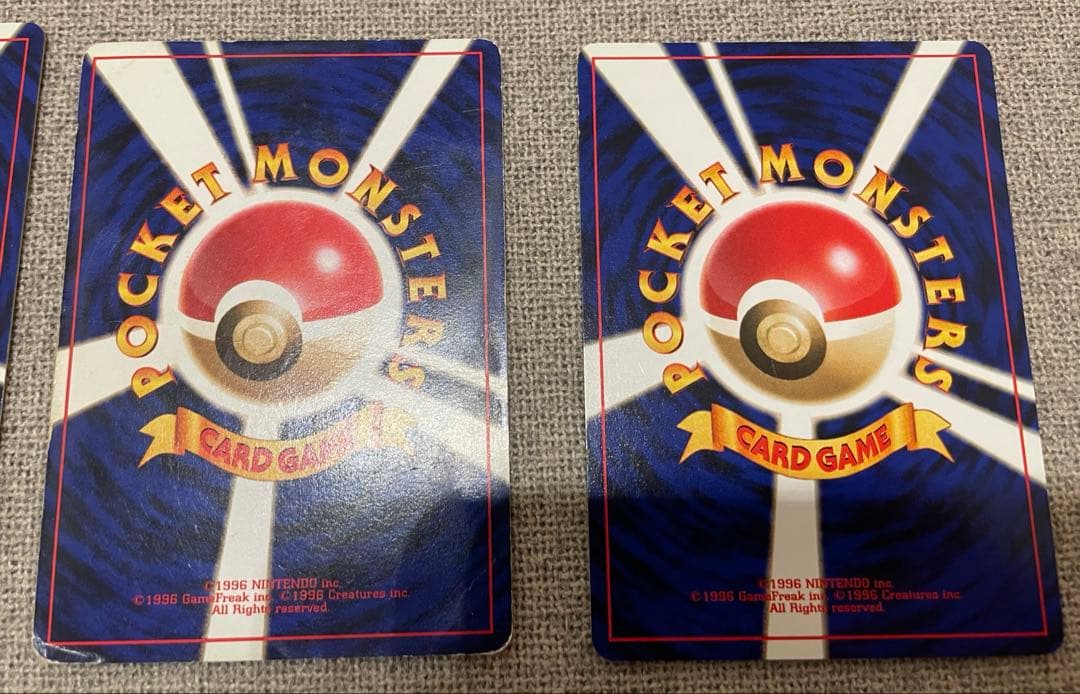 POCKET MONSTERS
CARD GAME
©1996 NINTENDO inc.
©1996 GameFreak inc. ©1996 Creatures inc.
All Rights reserved.
POCKET MONSTERS
CARD GAME
©1996 NINTENDO inc.
©1996 GameFreak inc. ©1996 Creatures inc.
All Rights reserved.